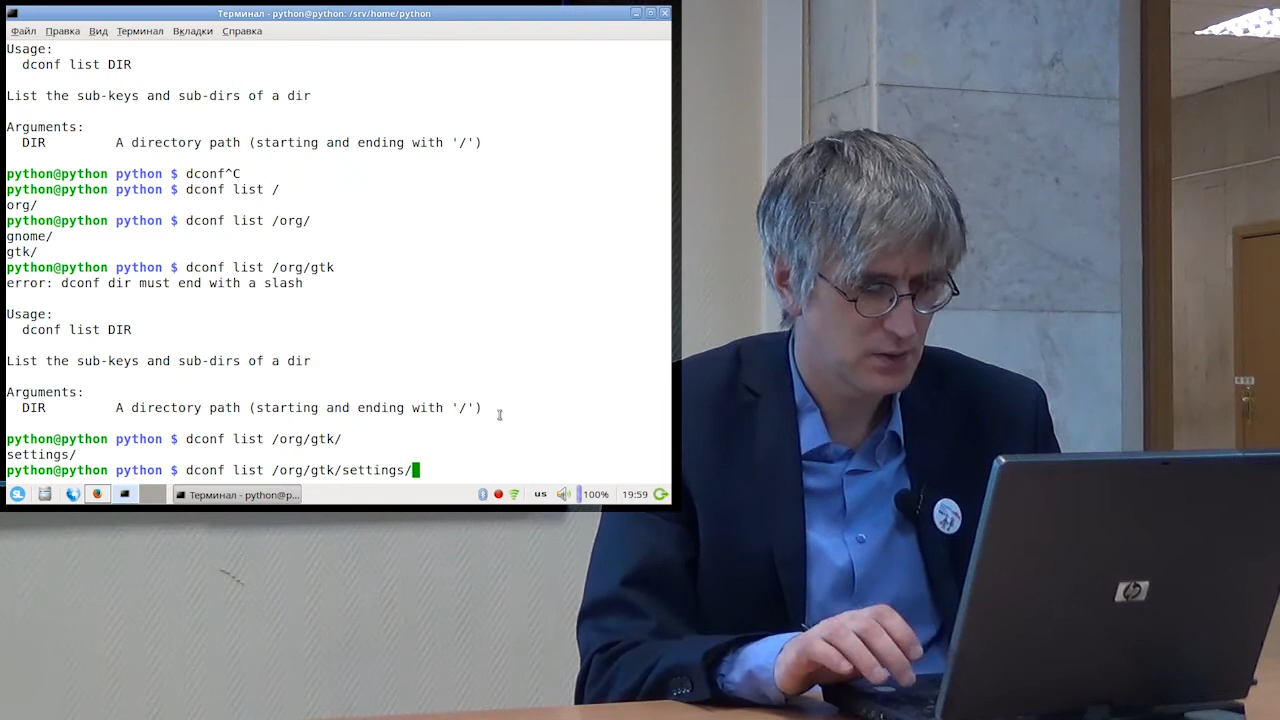 Терминал - python@python: /srv/home/python
Файл Правка Вид Терминал Вкладки Справка
Usage:
dconf list DIR
List the sub-keys and sub-dirs of a dir
Arguments:
DIR A directory path (starting and ending with '/')
python@python python $ dconf^C
python@python python $ dconf list /
org/
python@python python $ dconf list /org/
gnome/
gtk/
python@python python $ dconf list /org/gtk
error: dconf dir must end with a slash
Usage:
dconf list DIR
List the sub-keys and sub-dirs of a dir
Arguments:
DIR A directory path (starting and ending with '/')
python@python python $ dconf list /org/gtk/
settings/
python@python python $ dconf list /org/gtk/settings/
Терминал - python@p... us 100% 19:59
hp